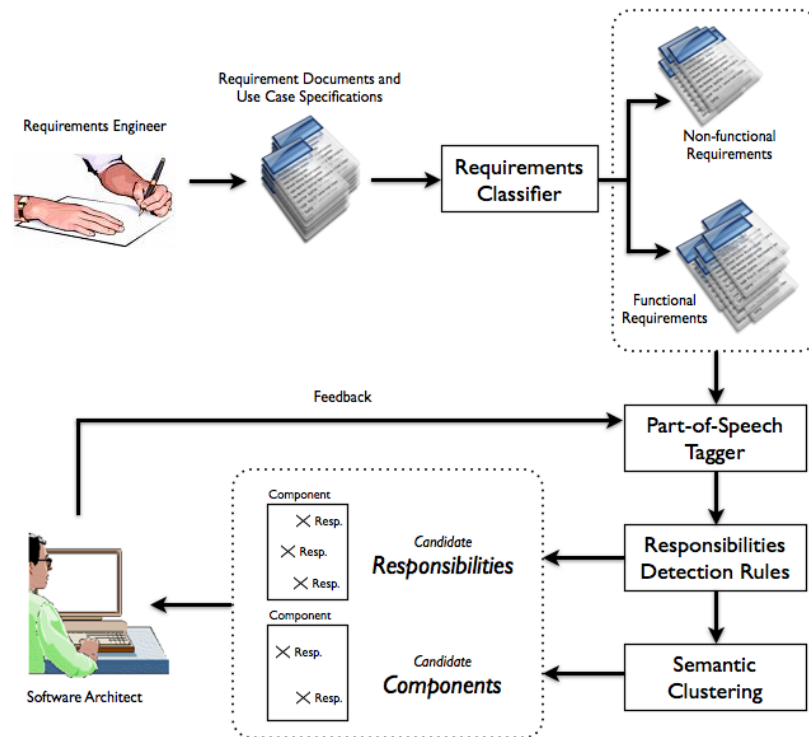 Requirement Documents and
Use Case Specifications
Requirements Engineer
Requirements
Classifier
Non-functional
Requirements
Functional
Requirements
Feedback
Part-of-Speech
Tagger
Component
Resp.
Resp.
Resp.
Candidate
Responsibilities
Responsibilities
Detection Rules
Component
Resp.
Resp.
Candidate
Components
Semantic
Clustering
Software Architect